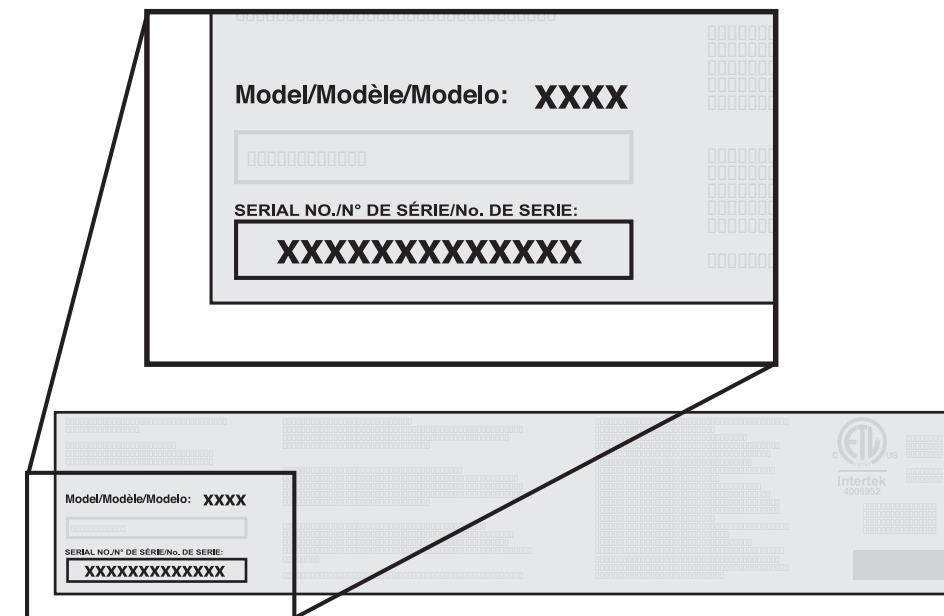 Model/Modèle/Modelo: XXXX
SERIAL NO./N° DE SÉRIE/No. DE SERIE:
XXXXXXXXXXXXX
C ETL US
Intertek
4005952
Model/Modèle/Modelo: XXXX
SERIAL NO./N° DE SÉRIE/No. DE SERIE:
XXXXXXXXXXXXX